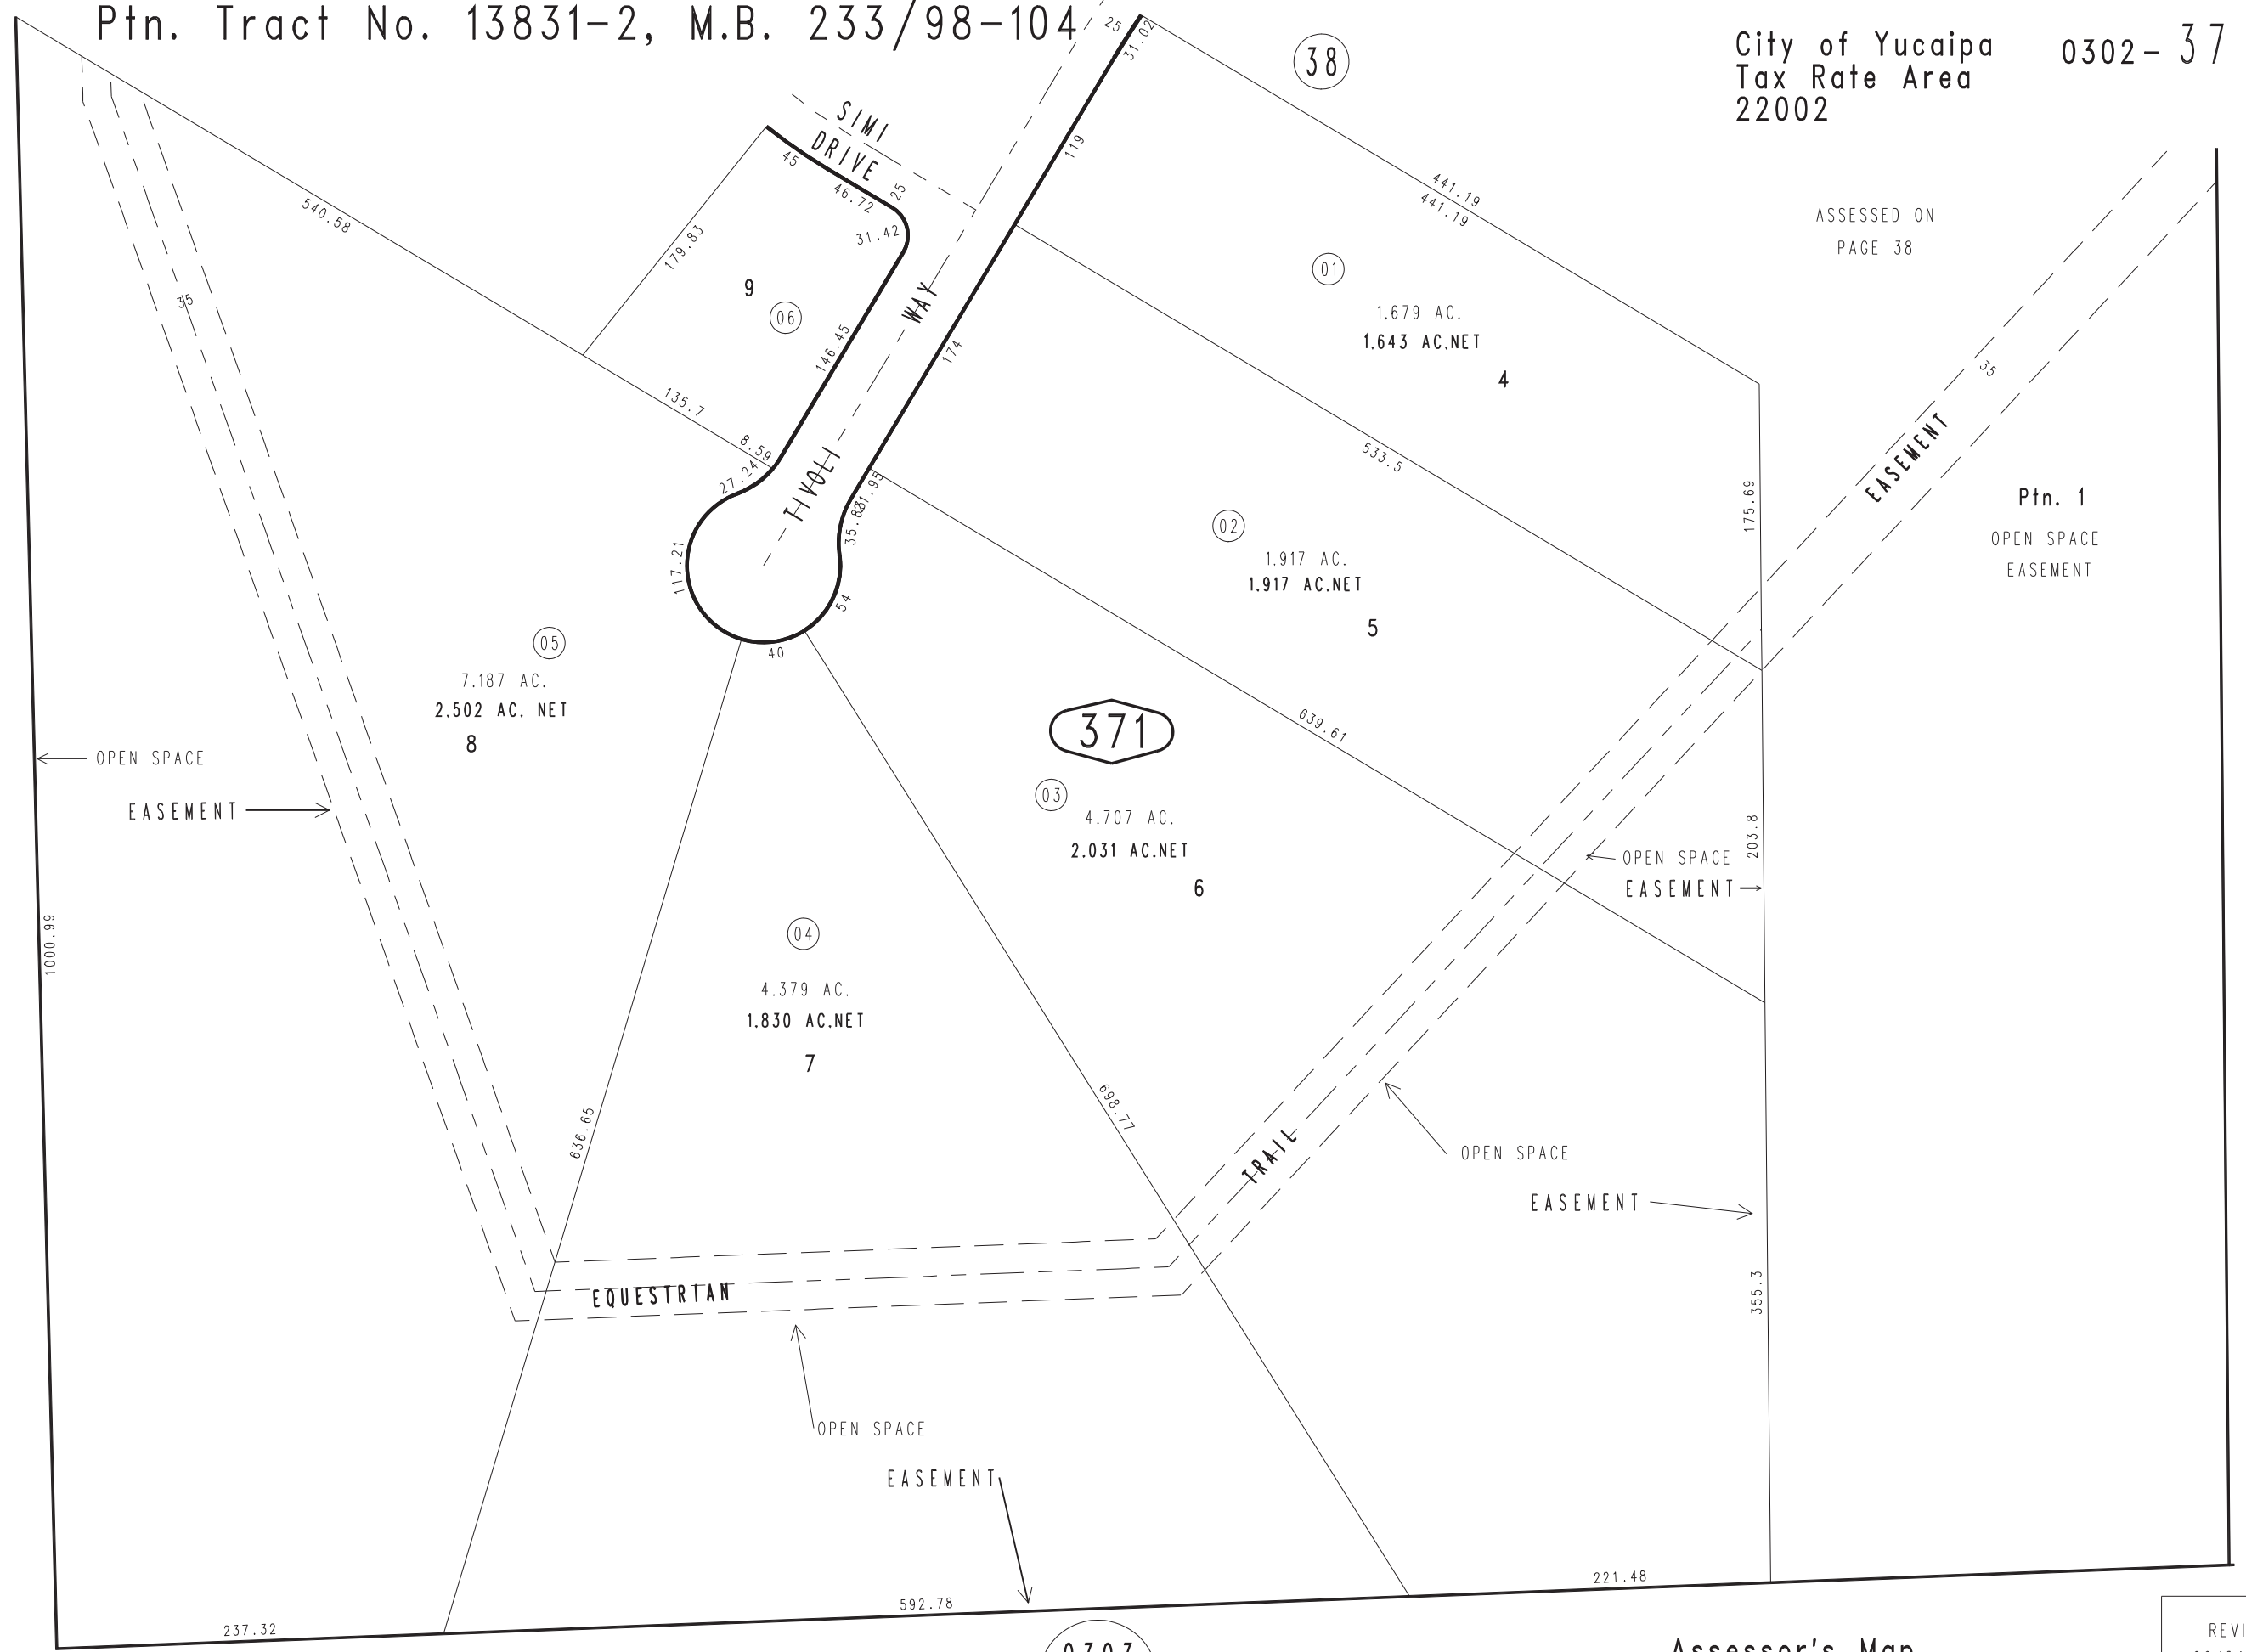 Ptn. Tract No. 13831-2, M.B. 233/98-104
City of Yucaipa
Tax Rate Area
22002
0302-37
38
25
31.02
SIMI
DRIVE
45
46.72
25
31.42
119
441.19
441.19
ASSESSED ON
PAGE 38
540.58
179.83
35
9
06
146.45
WAY
174
01
1.679 AC.
1.643 AC.NET
4
35
135.7
8.59
27.24
TIVOLI
31.95
35.82
533.5
EASEMENT
175.69
Ptn. 1
OPEN SPACE
EASEMENT
117.21
54
40
02
1.917 AC.
1.917 AC.NET
5
05
7.187 AC.
2.502 AC. NET
8
371
639.61
OPEN SPACE
EASEMENT
03
4.707 AC.
2.031 AC.NET
6
203.8
OPEN SPACE
EASEMENT
1000.99
04
4.379 AC.
1.830 AC.NET
7
636.65
698.77
TRAIL
OPEN SPACE
EASEMENT
355.3
EQUESTRIAN
OPEN SPACE
EASEMENT
221.48
592.78
237.32
Assessor's Map